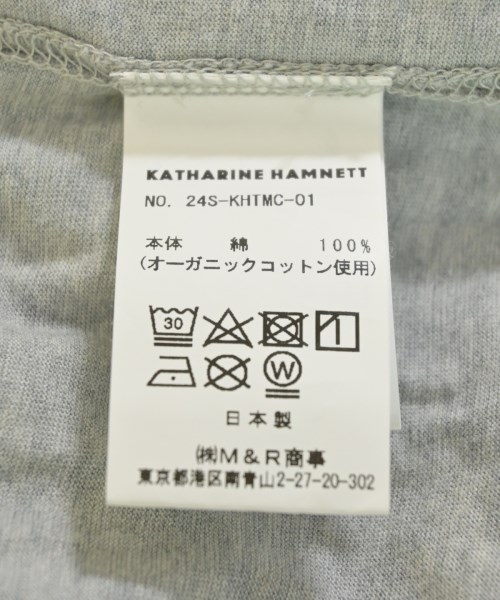 KATHARINE HAMNETT
NO. 24S-KHTMC-01
本体 綿 100%
(オーガニックコットン使用)
30
W
日本製
㈱M&R商事
東京都港区南青山2-27-20-302